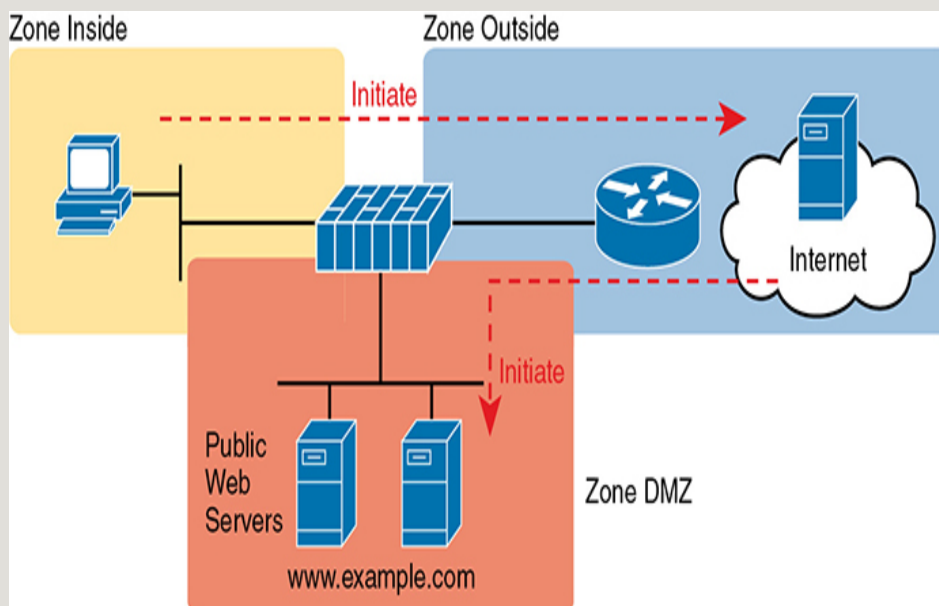 Zone Inside
Zone Outside
Initiate
Internet
Initiate
Public
Web
Servers
Zone DMZ
www.example.com